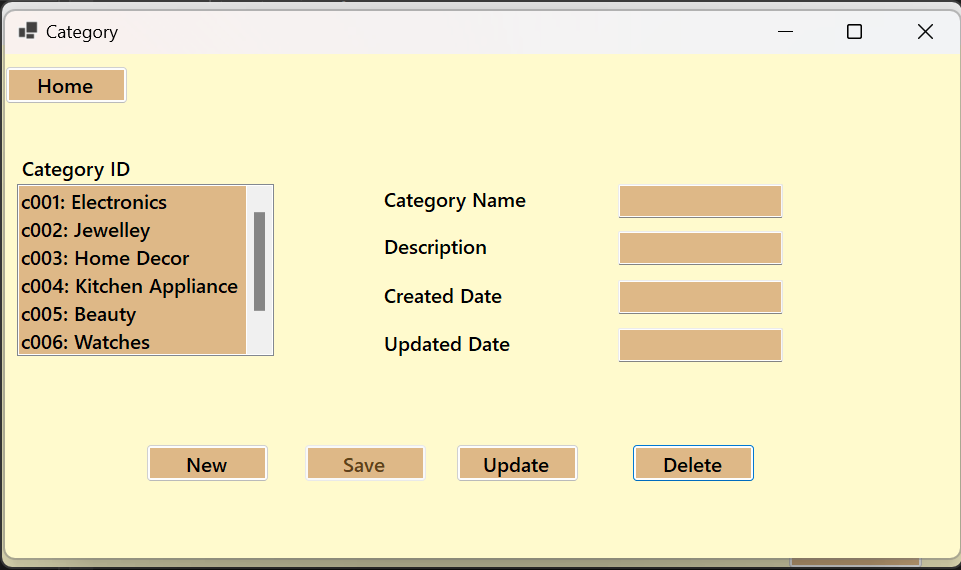 Category
Home
Category ID
c001: Electronics
c002: Jewelley
c003: Home Decor
c004: Kitchen Appliance
c005: Beauty
c006: Watches
Category Name
Description
Created Date
Updated Date
New Save Update Delete